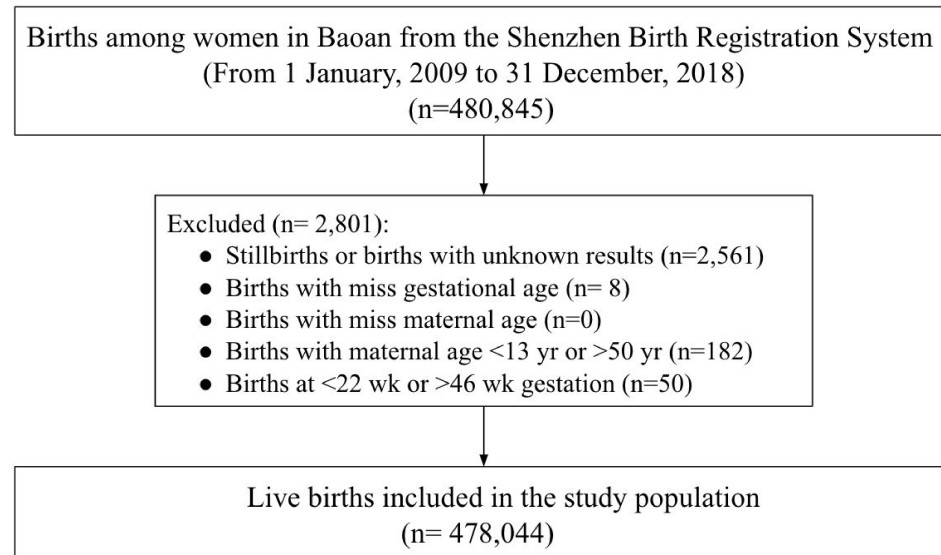 Births among women in Baoan from the Shenzhen Birth Registration System
(From 1 January, 2009 to 31 December, 2018)
(n=480,845)
Excluded (n= 2,801):
● Stillbirths or births with unknown results (n=2,561)
● Births with miss gestational age (n= 8)
● Births with miss maternal age (n=0)
● Births with maternal age <13 yr or >50 yr (n=182)
● Births at <22 wk or >46 wk gestation (n=50)
Live births included in the study population
(n= 478,044)